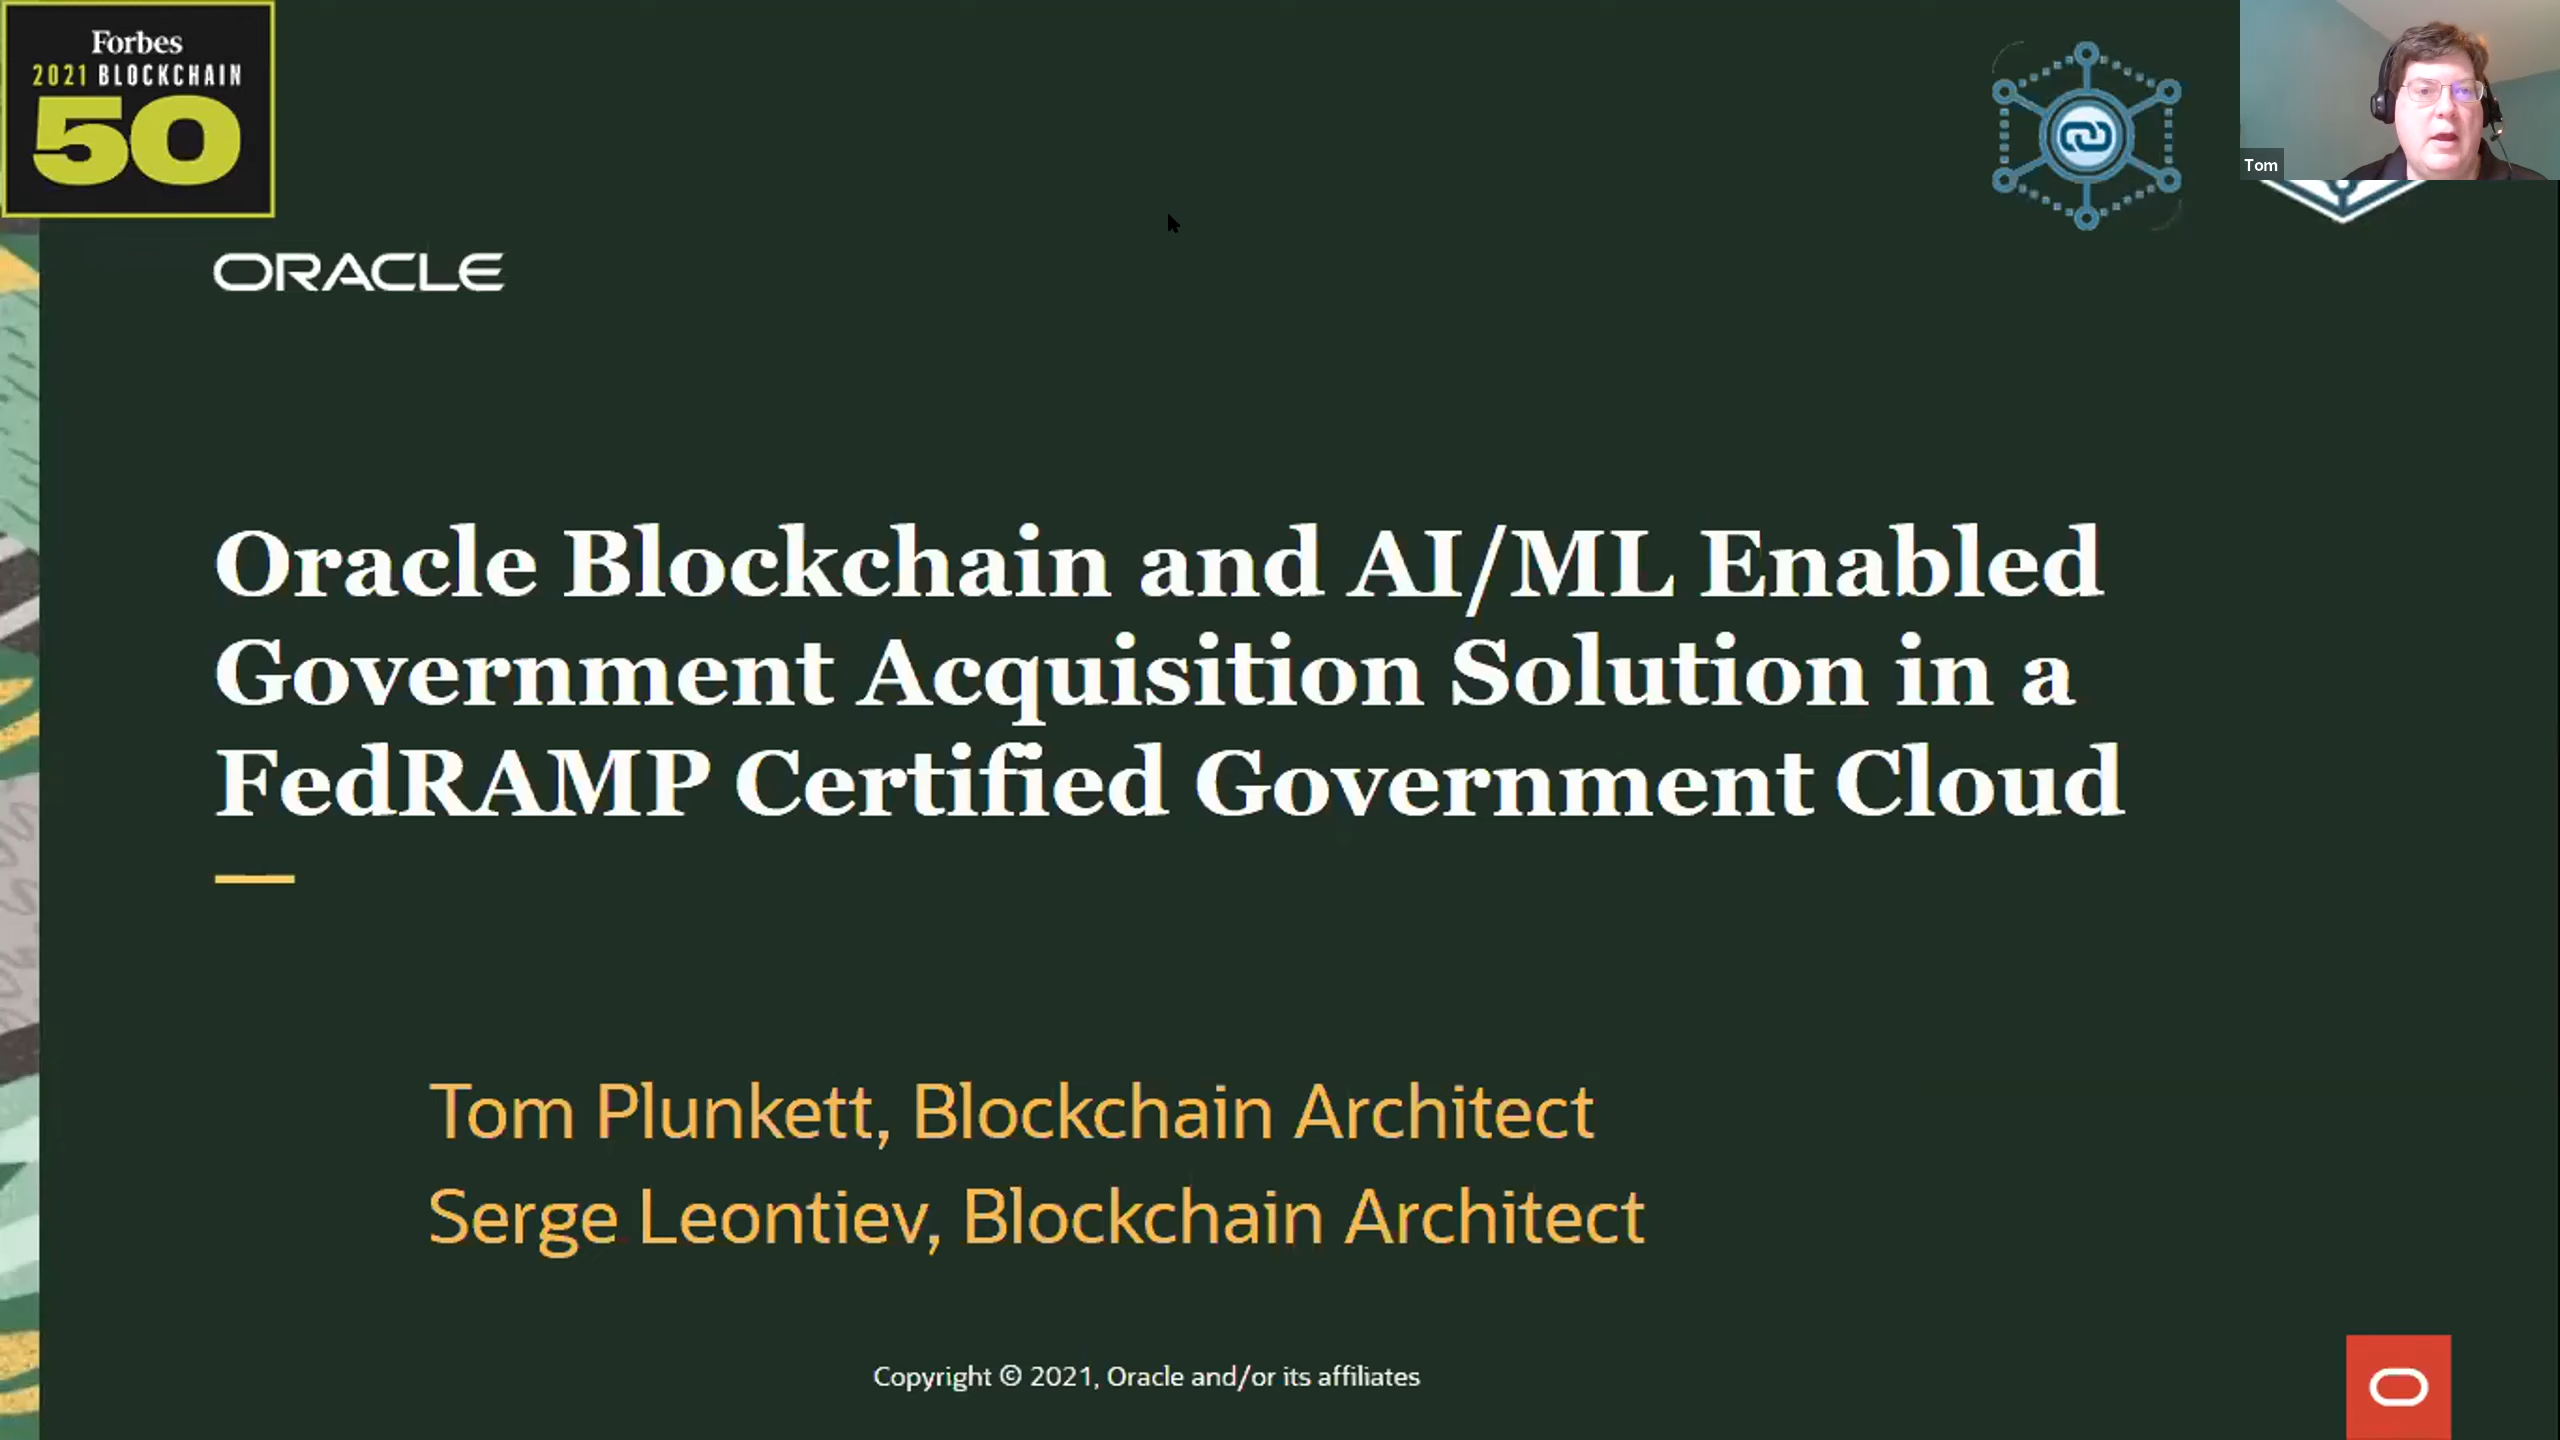 Forbes
2021 BLOCKCHAIN
50
Tom
ORACLE
Oracle Blockchain and AI/ML Enabled
Government Acquisition Solution in a
FedRAMP Certified Government Cloud
Tom Plunkett, Blockchain Architect
Serge Leontiev, Blockchain Architect
Copyright © 2021, Oracle and/or its affiliates